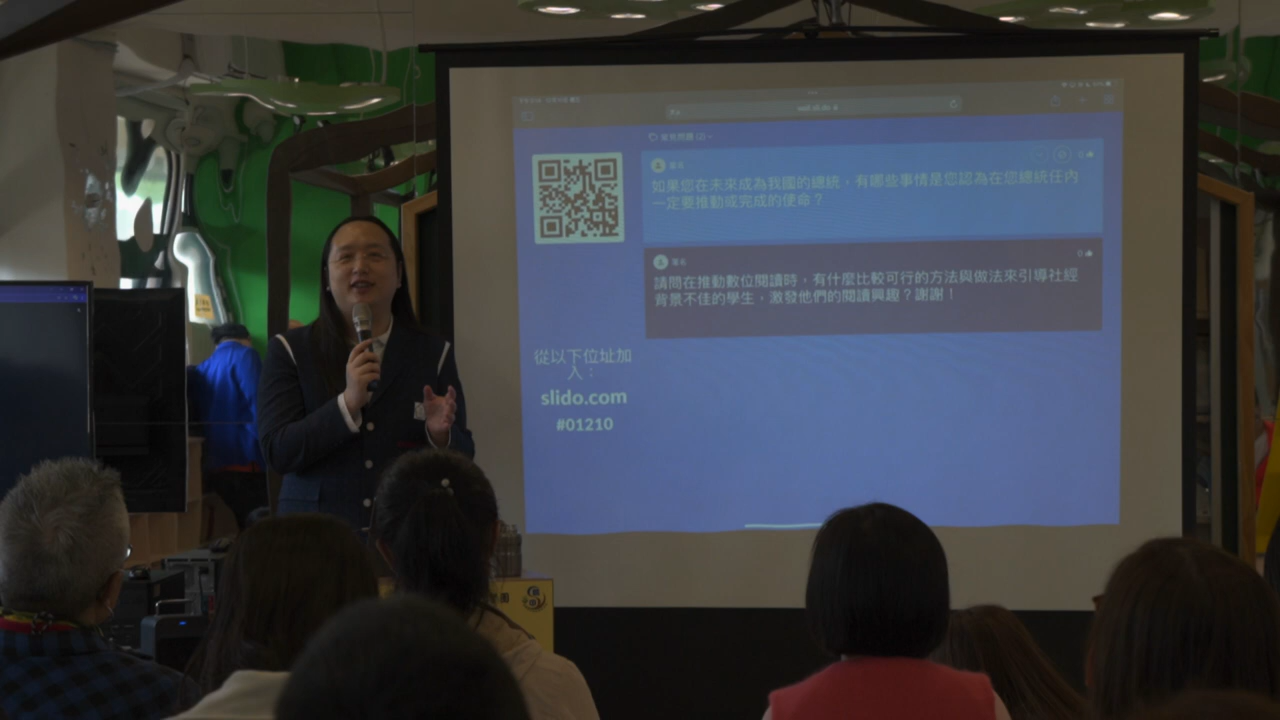 匿名
如果您在未來成為我國的總統，有哪些事情是您認為在您總統任內
一定要推動或完成的使命？
匿名
請問在推動數位閱讀時，有什麼比較可行的方法與做法來引導社經
背景不佳的學生，激發他們的閱讀興趣？謝謝！
從以下位址加
入：
slido.com
#01210